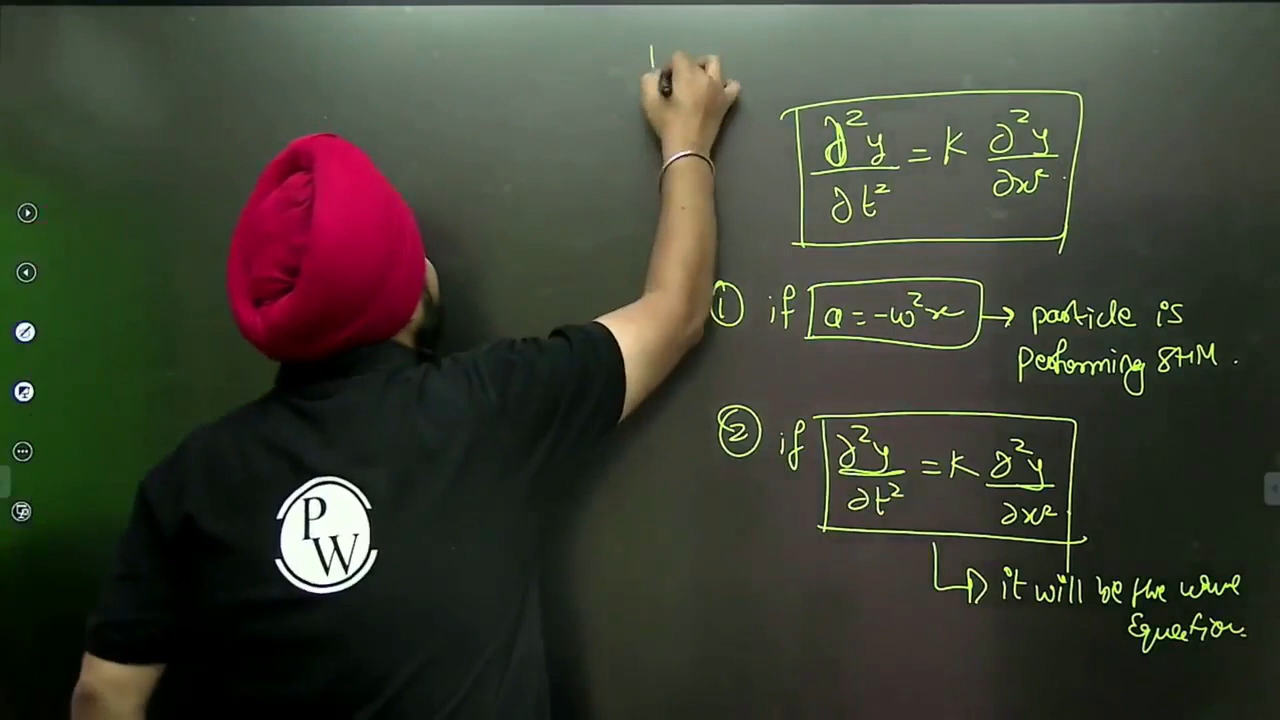 ∂²y/∂t² = K ∂²y/∂x²
① if a = -ω²x → particle is
performing SHM.
② if ∂²y/∂t² = K ∂²y/∂x²
→ it will be the wave
Equation.
PW